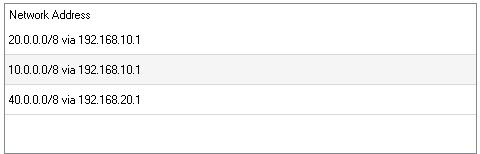 Network Address
20.0.0.0/8 via 192.168.10.1
10.0.0.0/8 via 192.168.10.1
40.0.0.0/8 via 192.168.20.1